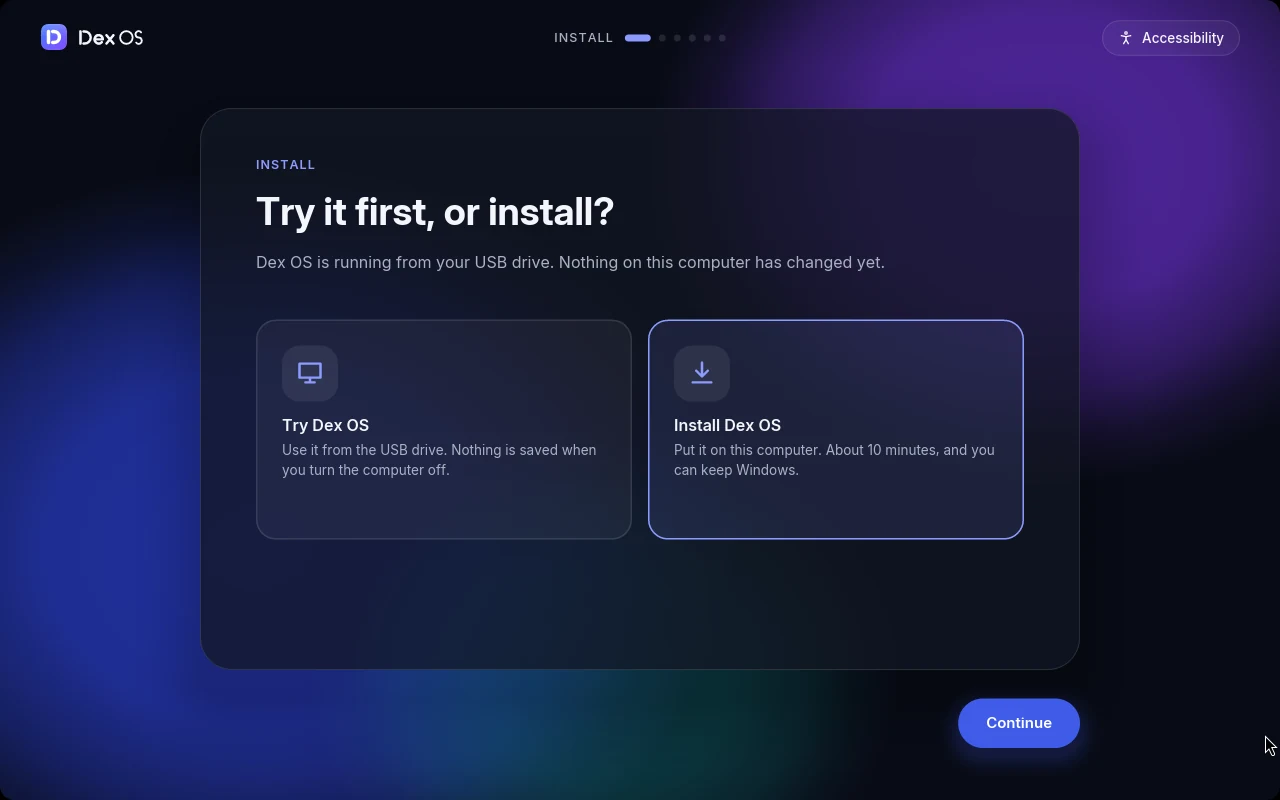 Dex OS
INSTALL
Accessibility
INSTALL
Try it first, or install?
Dex OS is running from your USB drive. Nothing on this computer has changed yet.
Try Dex OS
Use it from the USB drive. Nothing is saved when
you turn the computer off.
Install Dex OS
Put it on this computer. About 10 minutes, and you
can keep Windows.
Continue